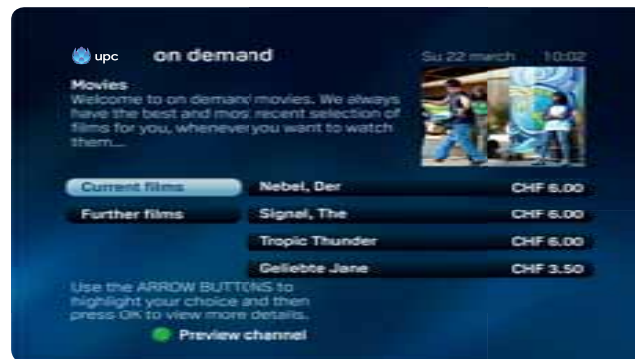 upc on demand Su 22 march 10:02
Movies
Welcome to on demand movies. We always
have the best and most recent selection of
films for you, whenever you want to watch
them...
Current films Nebel, Der CHF 6.00
Further films Signal, The CHF 6.00
Tropic Thunder CHF 6.00
Geliebte Jane CHF 3.50
Use the ARROW BUTTONS to
highlight your choice and then
press OK to view more details.
Preview channel